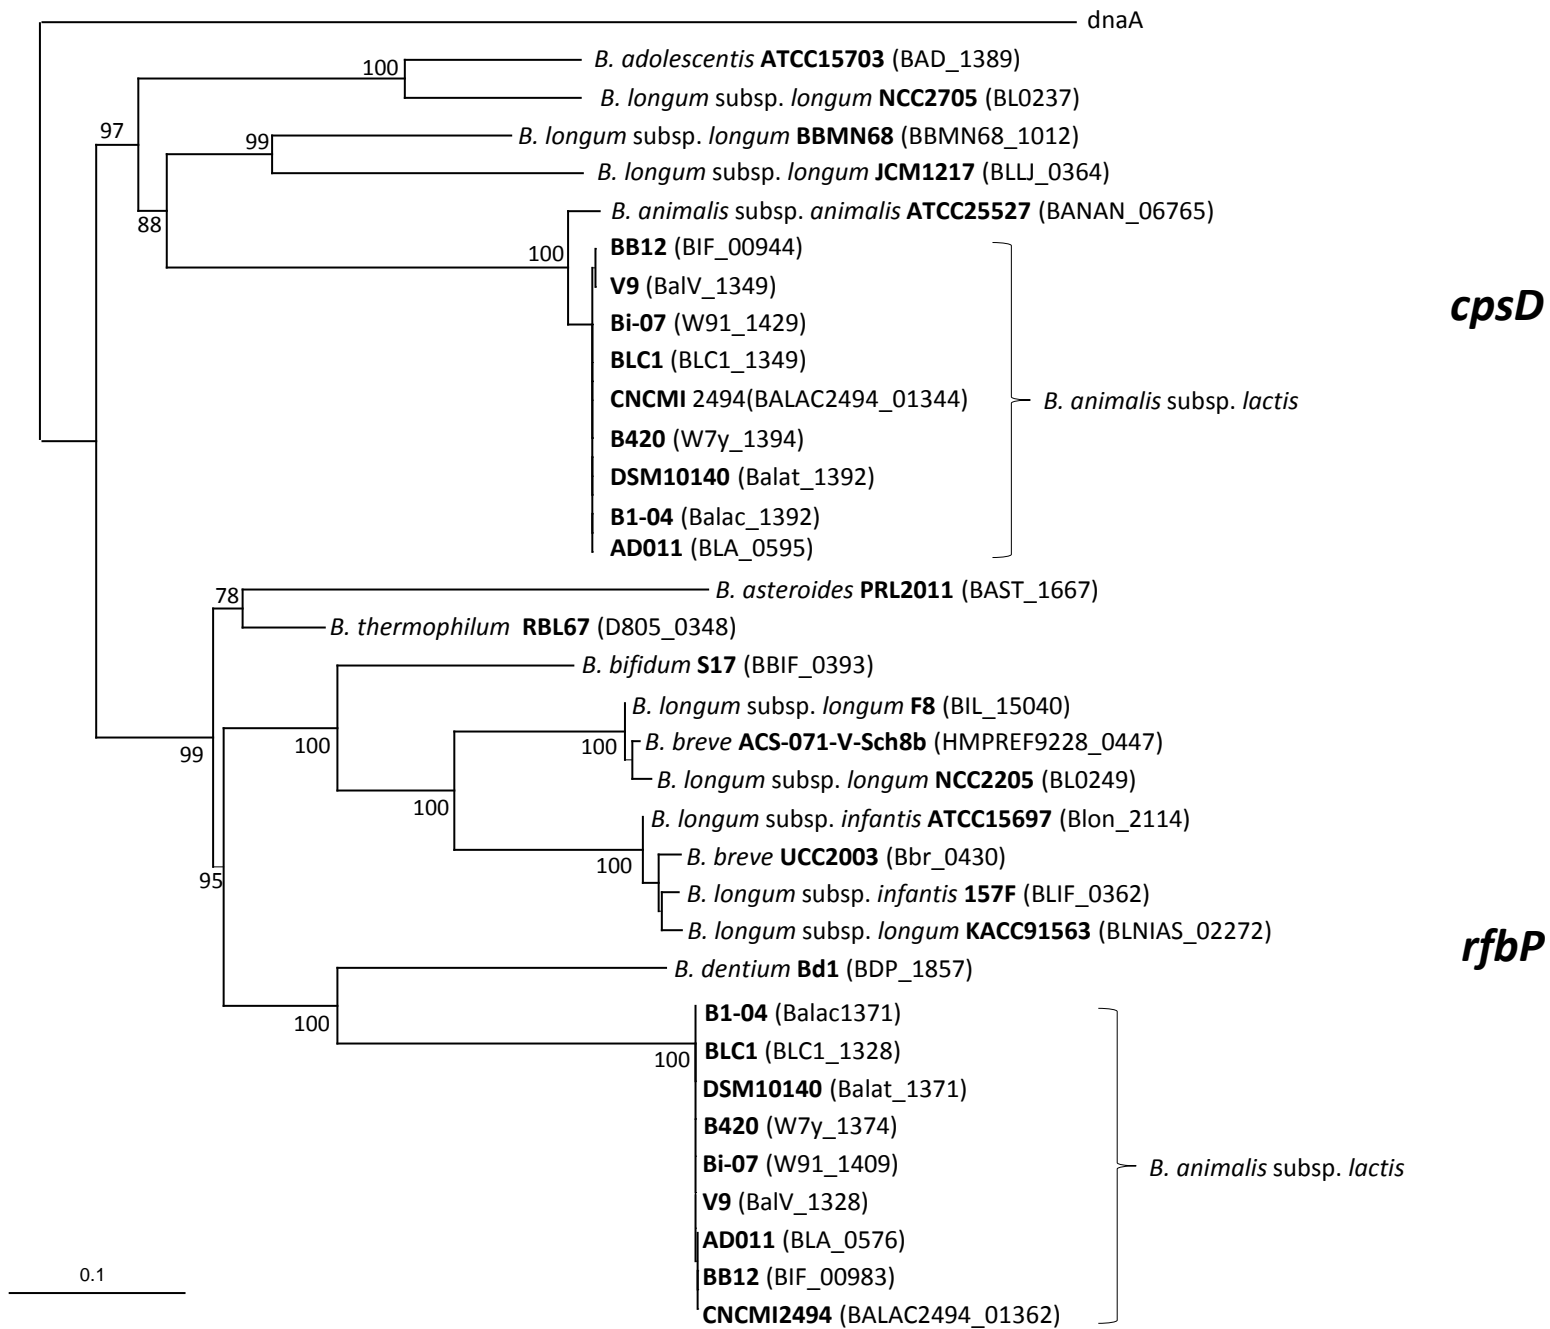 dnaA
100 B. adolescentis ATCC15703 (BAD_1389)
B. longum subsp. longum NCC2705 (BL0237)
97
99 B. longum subsp. longum BBMN68 (BBMN68_1012)
B. longum subsp. longum JCM1217 (BLLJ_0364)
88
B. animalis subsp. animalis ATCC25527 (BANAN_06765)
100
BB12 (BIF_00944)
V9 (BalV_1349)
cpsD
Bi-07 (W91_1429)
BLC1 (BLC1_1349)
CNCMI 2494(BALAC2494_01344)
B. animalis subsp. lactis
B420 (W7y_1394)
DSM10140 (Balat_1392)
B1-04 (Balac_1392)
AD011 (BLA_0595)
78
B. asteroides PRL2011 (BAST_1667)
B. thermophilum RBL67 (D805_0348)
B. bifidum S17 (BBIF_0393)
B. longum subsp. longum F8 (BIL_15040)
99
100
100
B. breve ACS-071-V-Sch8b (HMPREF9228_0447)
B. longum subsp. longum NCC2205 (BL0249)
100
B. longum subsp. infantis ATCC15697 (Blon_2114)
B. breve UCC2003 (Bbr_0430)
100
95
B. longum subsp. infantis 157F (BLIF_0362)
B. longum subsp. longum KACC91563 (BLNIAS_02272)
rfbP
B. dentium Bd1 (BDP_1857)
100
B1-04 (Balac1371)
100
BLC1 (BLC1_1328)
DSM10140 (Balat_1371)
B420 (W7y_1374)
Bi-07 (W91_1409)
B. animalis subsp. lactis
V9 (BalV_1328)
AD011 (BLA_0576)
BB12 (BIF_00983)
0.1
CNCMI2494 (BALAC2494_01362)